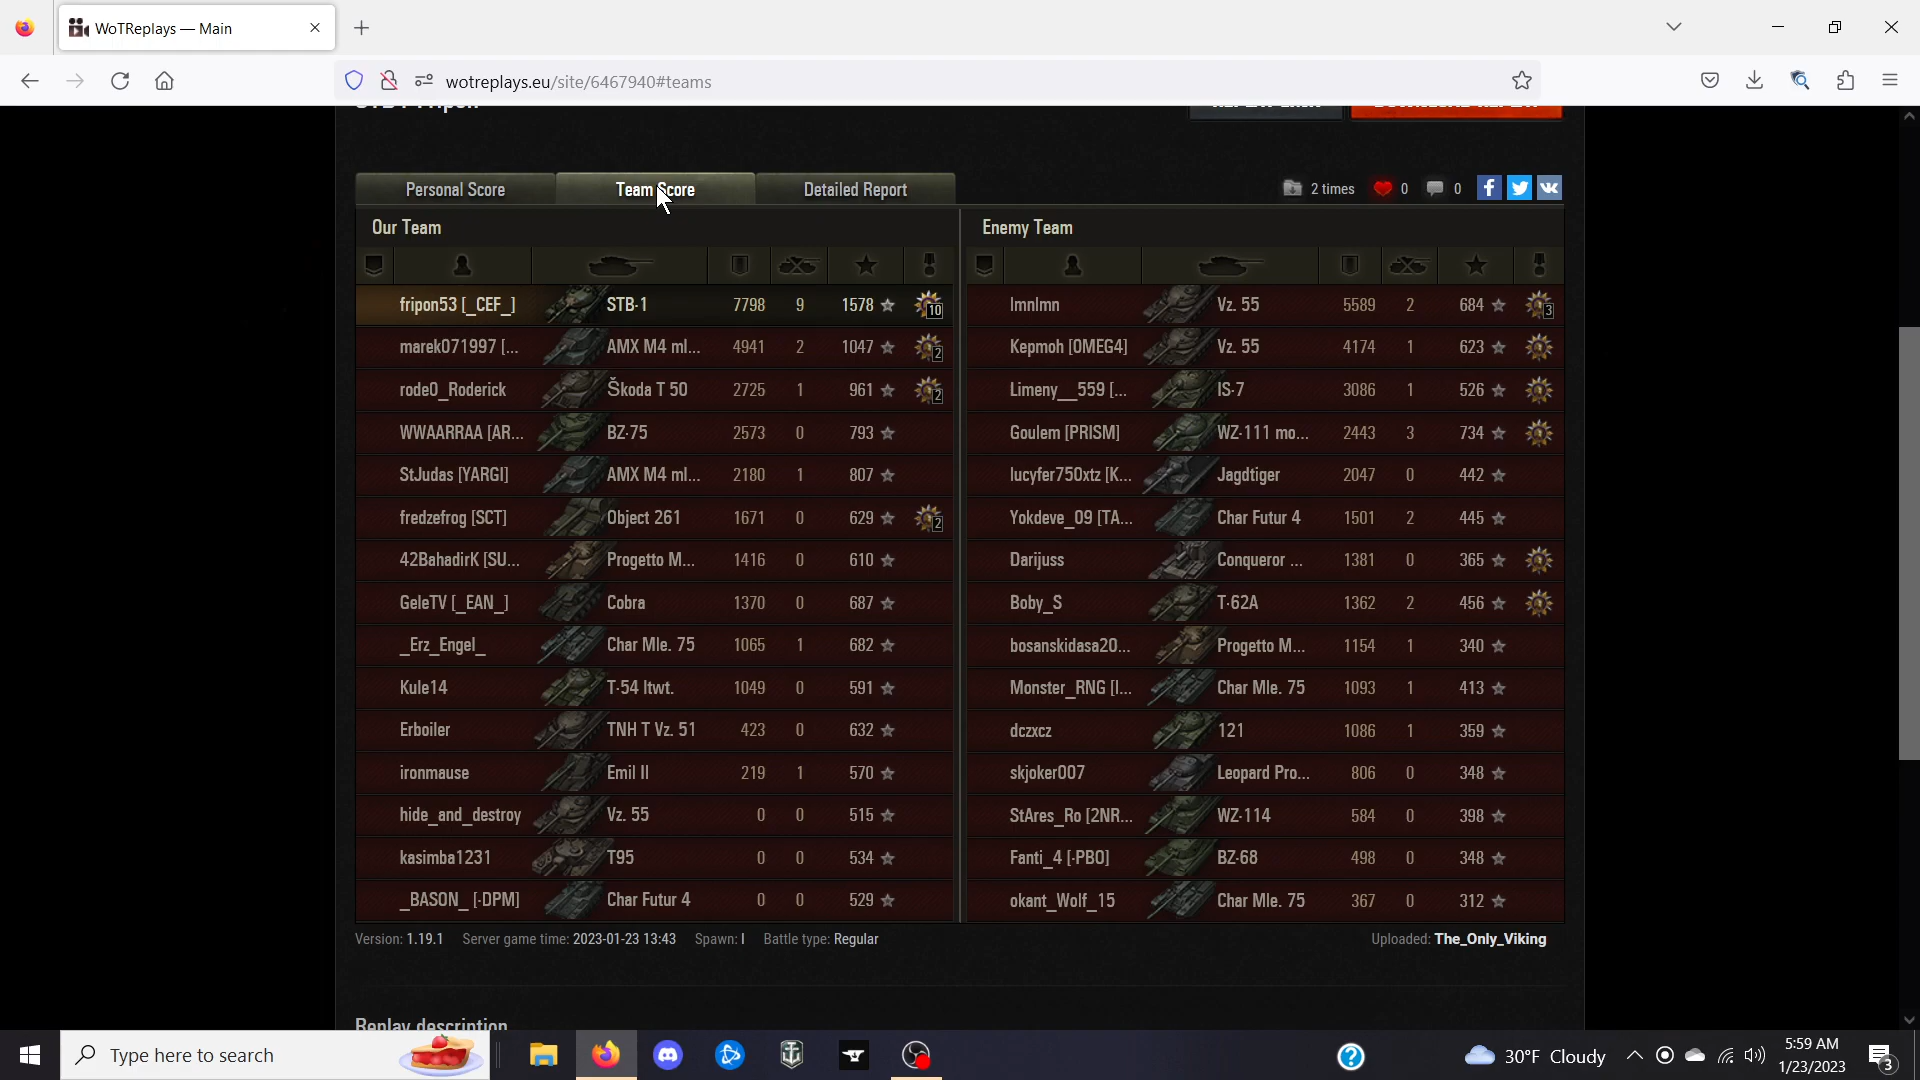 WoTReplays — Main
wotreplays.eu/site/6467940#teams
Personal Score Team Score Detailed Report 2 times 0 0
Our Team Enemy Team
fripon53 [_CEF_] STB-1 7798 9 1578 10 lmnlmn Vz. 55 5589 2 684 3
marek071997 [... AMX M4 ml... 4941 2 1047 2 Kepmoh [OMEG4] Vz. 55 4174 1 623
rode0_Roderick Škoda T 50 2725 1 961 2 Limeny__559 [... IS-7 3086 1 526
WWAARRAA [AR... BZ-75 2573 0 793 Goulem [PRISM] WZ-111 mo... 2443 3 734
StJudas [YARGI] AMX M4 ml... 2180 1 807 lucyfer750xtz [K... Jagdtiger 2047 0 442
fredzefrog [SCT] Object 261 1671 0 629 2 Yokdeve_09 [TA... Char Futur 4 1501 2 445
42BahadirK [SU... Progetto M... 1416 0 610 Darijuss Conqueror ... 1381 0 365
GeleTV [_EAN_] Cobra 1370 0 687 Boby_S T-62A 1362 2 456
_Erz_Engel_ Char Mle. 75 1065 1 682 bosanskidasa20... Progetto M... 1154 1 340
Kule14 T-54 ltwt. 1049 0 591 Monster_RNG [I... Char Mle. 75 1093 1 413
Erboiler TNH T Vz. 51 423 0 632 dczxcz 121 1086 1 359
ironmause Emil II 219 1 570 skjoker007 Leopard Pro... 806 0 348
hide_and_destroy Vz. 55 0 0 515 StAres_Ro [2NR... WZ-114 584 0 398
kasimba1231 T95 0 0 534 Fanti_4 [-PBO] BZ-68 498 0 348
_BASON_ [-DPM] Char Futur 4 0 0 529 okant_Wolf_15 Char Mle. 75 367 0 312
Version: 1.19.1 Server game time: 2023-01-23 13:43 Spawn: I Battle type: Regular Uploaded: The_Only_Viking
Replay description
Type here to search 30°F Cloudy 5:59 AM
1/23/2023 3